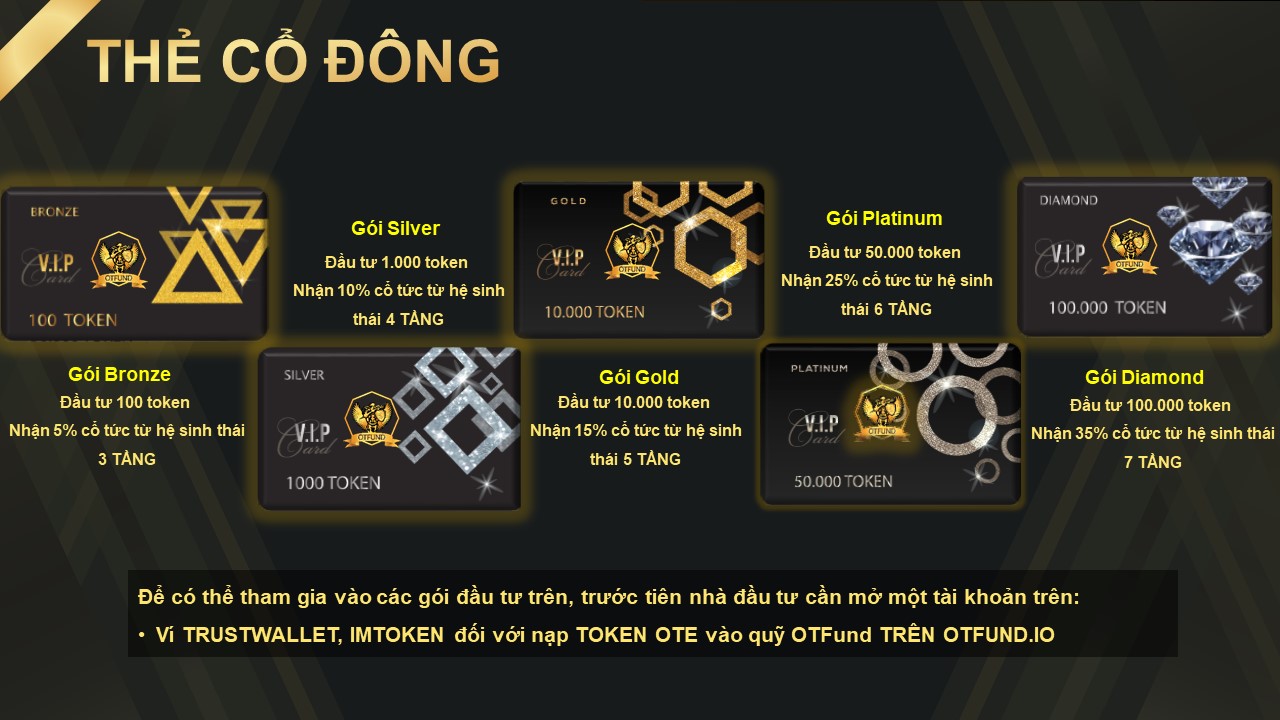 THẺ CỔ ĐÔNG
BRONZE
V.I.P
Card
OTFUND
100 TOKEN
Gói Bronze
Đầu tư 100 token
Nhận 5% cổ tức từ hệ sinh thái
3 TẦNG
Gói Silver
Đầu tư 1.000 token
Nhận 10% cổ tức từ hệ sinh
thái 4 TẦNG
SILVER
V.I.P
Card
OTFUND
1000 TOKEN
GOLD
V.I.P
Card
OTFUND
10.000 TOKEN
Gói Gold
Đầu tư 10.000 token
Nhận 15% cổ tức từ hệ sinh
thái 5 TẦNG
Gói Platinum
Đầu tư 50.000 token
Nhận 25% cổ tức từ hệ sinh
thái 6 TẦNG
PLATINUM
V.I.P
Card
OTFUND
50.000 TOKEN
DIAMOND
V.I.P
Card
OTFUND
100.000 TOKEN
Gói Diamond
Đầu tư 100.000 token
Nhận 35% cổ tức từ hệ sinh thái
7 TẦNG
Để có thể tham gia vào các gói đầu tư trên, trước tiên nhà đầu tư cần mở một tài khoản trên:
• Ví TRUSTWALLET, IMTOKEN đối với nạp TOKEN OTE vào quỹ OTFund TRÊN OTFUND.IO